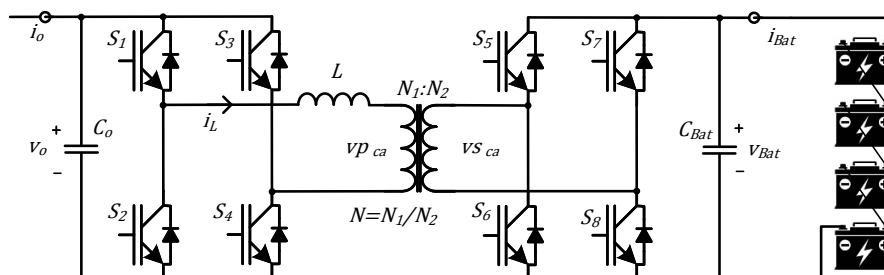 i_o
S_1
S_3
S_5
S_7
i_Bat
L
N_1:N_2
i_L
+
v_o
–
C_o
vp_ca
vs_ca
C_Bat
+
v_Bat
–
S_2
S_4
N=N_1/N_2
S_6
S_8